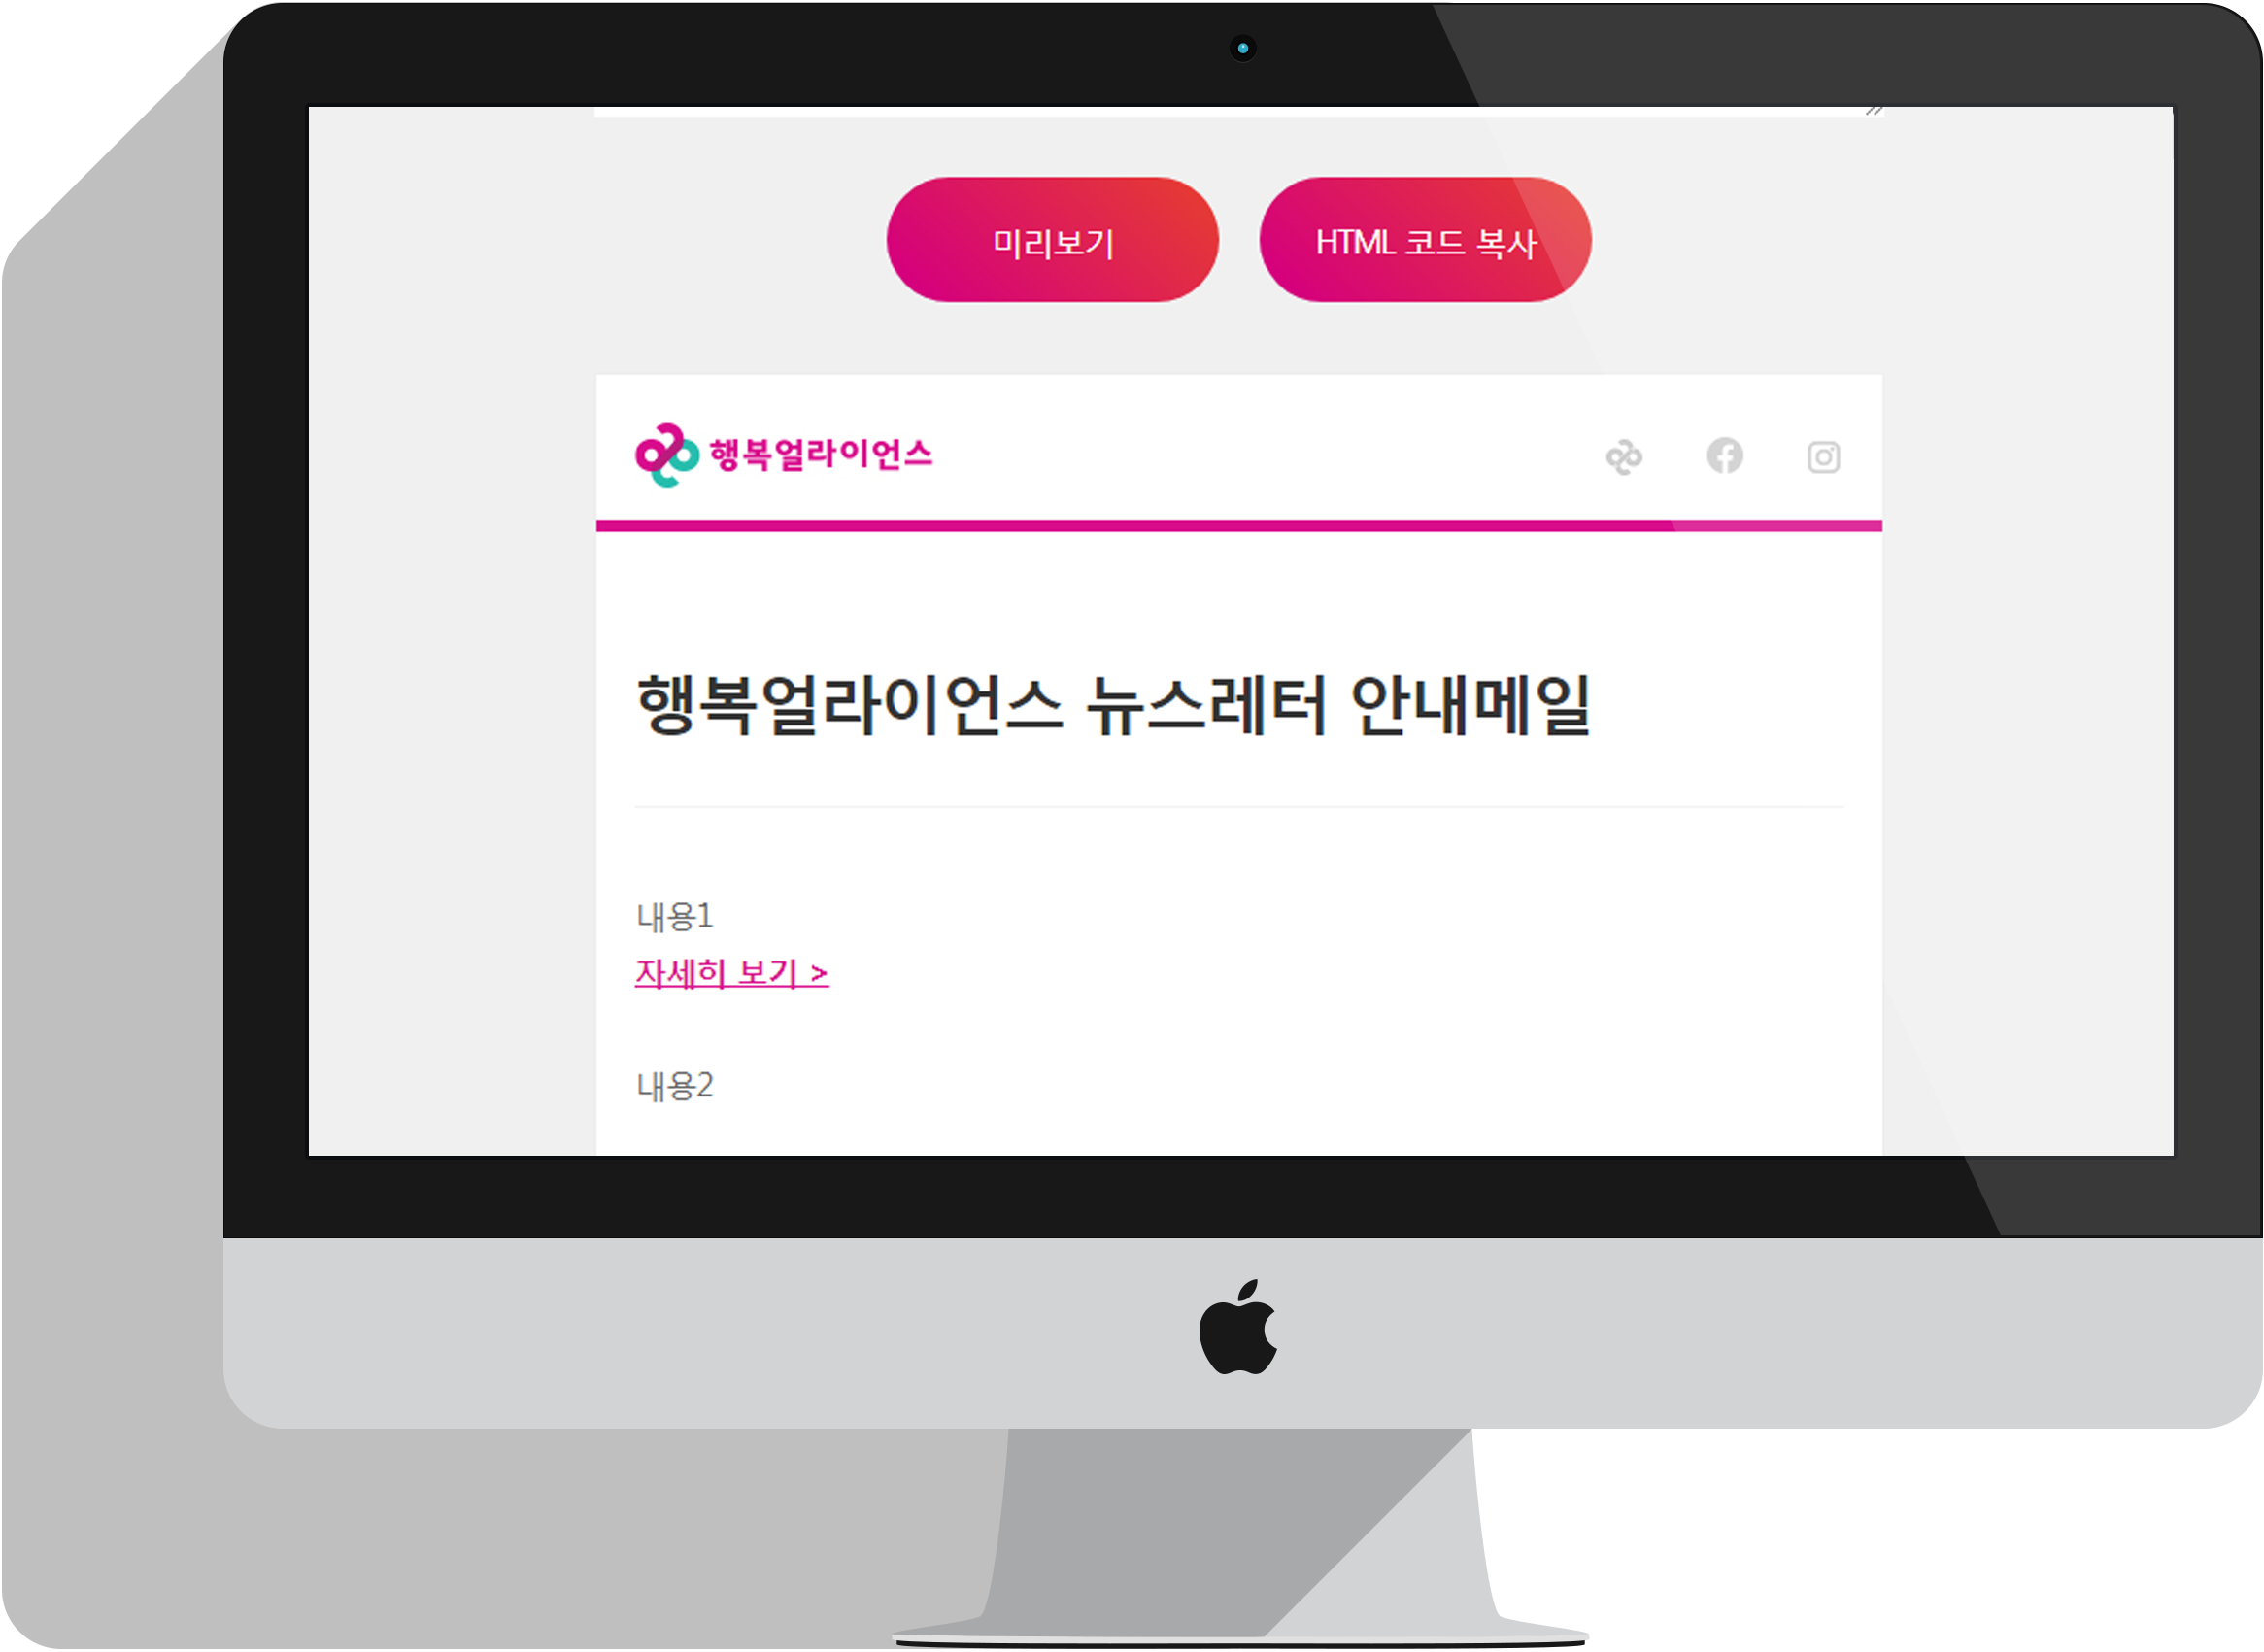 미리보기
HTML 코드 복사
행복얼라이언스
행복얼라이언스 뉴스레터 안내메일
내용1
자세히 보기 >
내용2